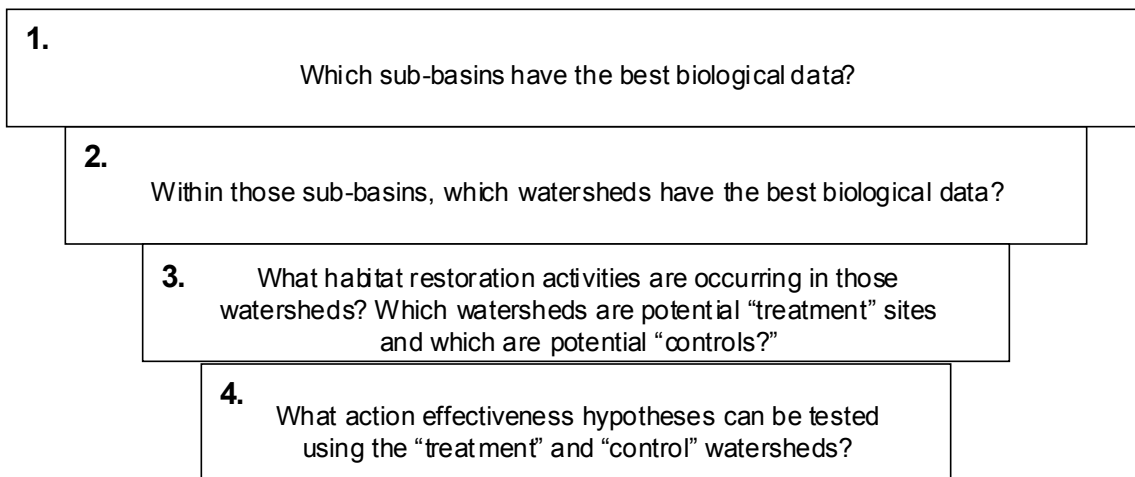 1.
Which sub-basins have the best biological data?
2.
Within those sub-basins, which watersheds have the best biological data?
3.
What habitat restoration activities are occurring in those
watersheds? Which watersheds are potential “treatment” sites
and which are potential “controls?”
4.
What action effectiveness hypotheses can be tested
using the “treatment” and “control” watersheds?